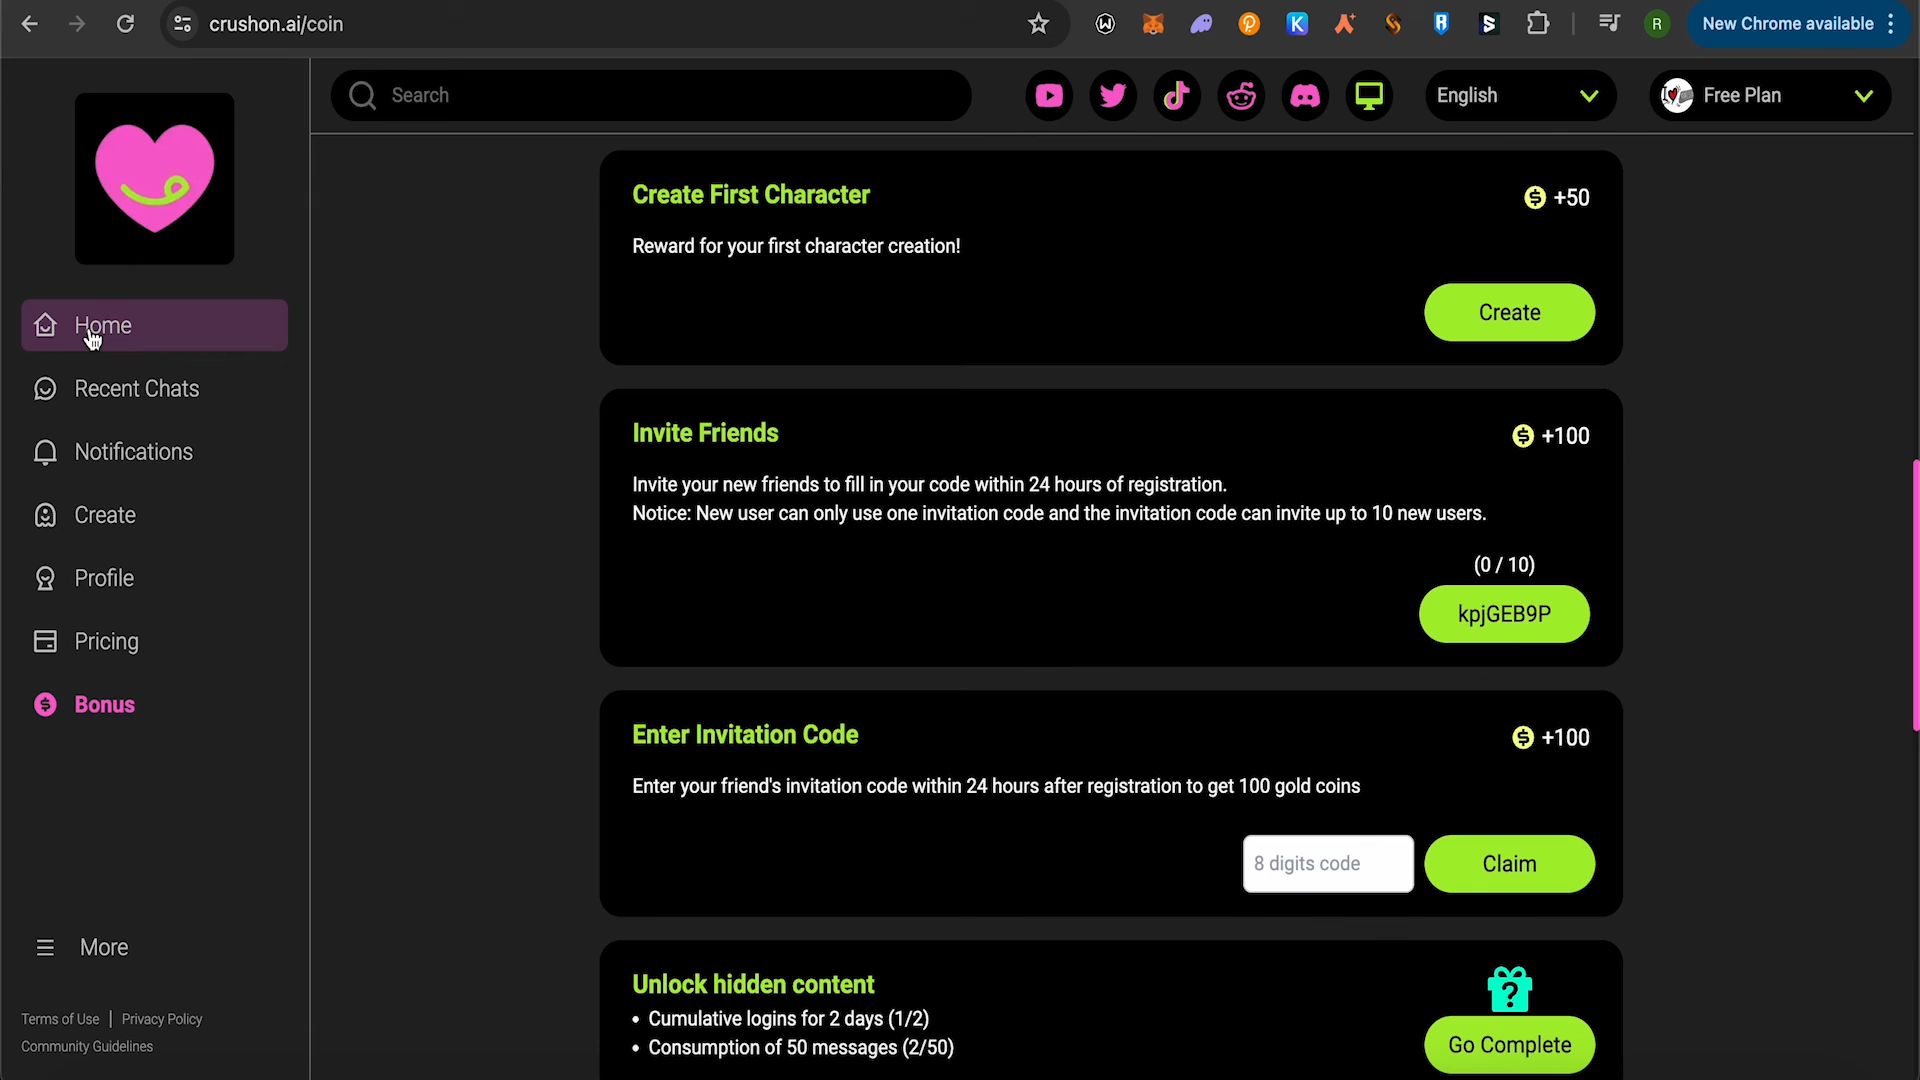 crushon.ai/coin
R
New Chrome available
Search
English
Free Plan
Home
Recent Chats
Notifications
Create
Profile
Pricing
Bonus
More
Terms of Use | Privacy Policy
Community Guidelines
Create First Character
+50
Reward for your first character creation!
Create
Invite Friends
+100
Invite your new friends to fill in your code within 24 hours of registration.
Notice: New user can only use one invitation code and the invitation code can invite up to 10 new users.
(0 / 10)
kpjGEB9P
Enter Invitation Code
+100
Enter your friend's invitation code within 24 hours after registration to get 100 gold coins
8 digits code
Claim
Unlock hidden content
• Cumulative logins for 2 days (1/2)
• Consumption of 50 messages (2/50)
?
Go Complete